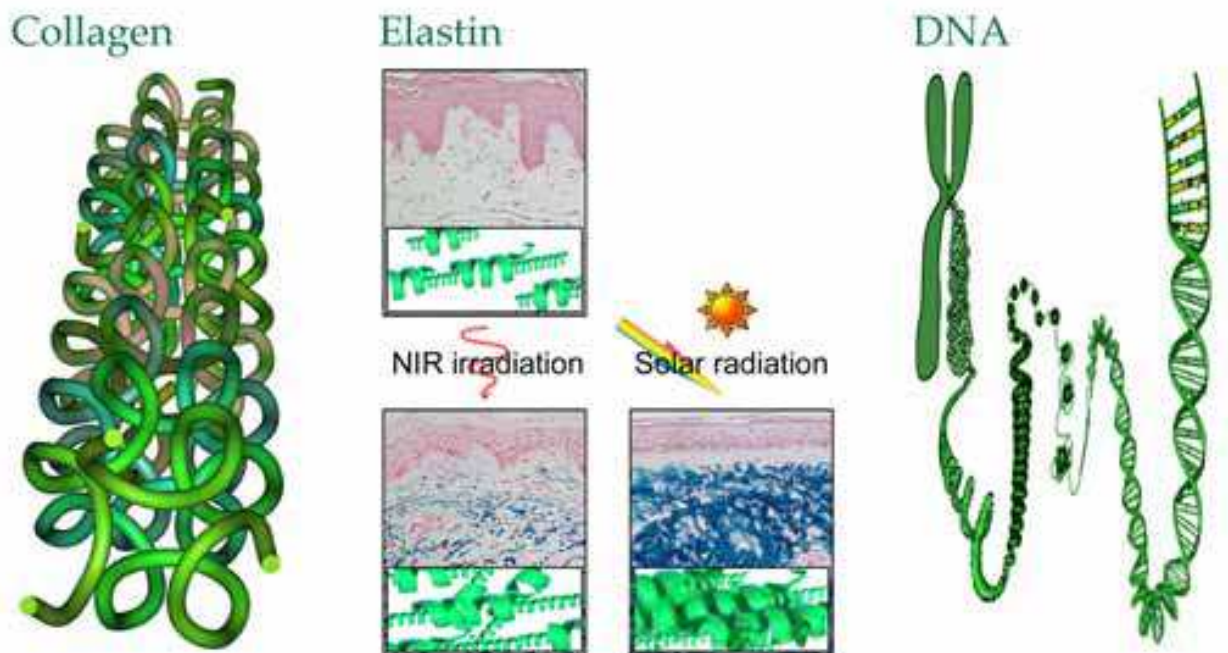 Collagen
Elastin
DNA
NIR irradiation
Solar radiation